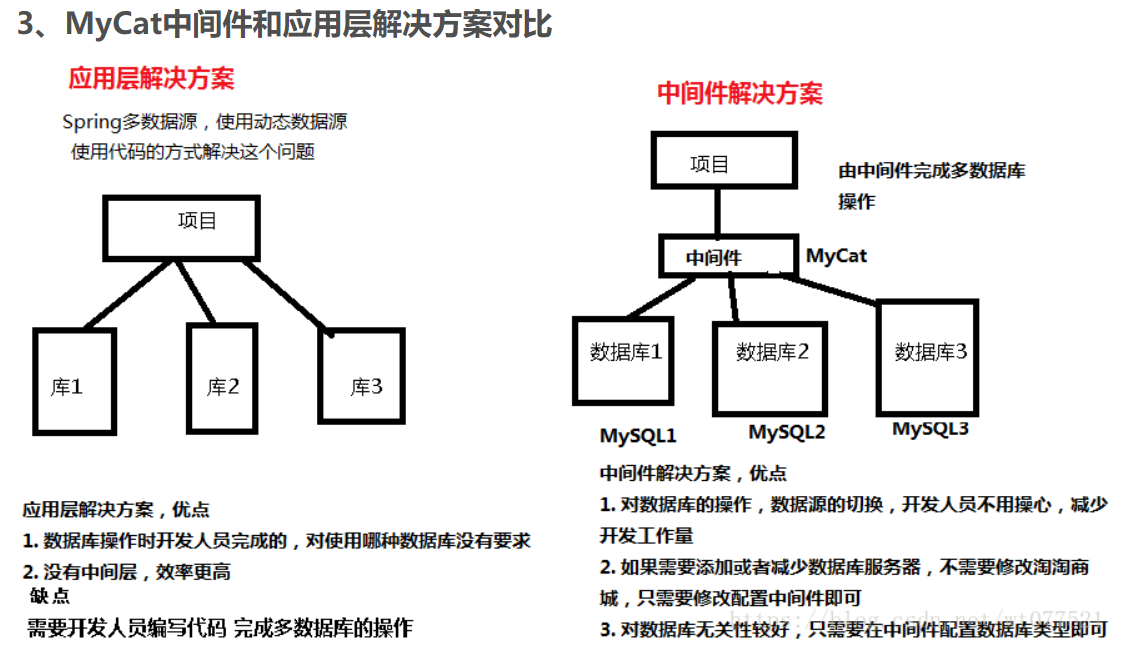 3、MyCat中间件和应用层解决方案对比
应用层解决方案
Spring多数据源，使用动态数据源
使用代码的方式解决这个问题
项目
库1
库2
库3
应用层解决方案，优点
1. 数据库操作时开发人员完成的，对使用哪种数据库没有要求
2. 没有中间层，效率更高
缺点
需要开发人员编写代码 完成多数据库的操作
中间件解决方案
项目
由中间件完成多数据库
操作
中间件
MyCat
数据库1
数据库2
数据库3
MySQL1
MySQL2
MySQL3
中间件解决方案，优点
1. 对数据库的操作，数据源的切换，开发人员不用操心，减少
开发工作量
2. 如果需要添加或者减少数据库服务器，不需要修改淘淘商
城，只需要修改配置中间件即可
3. 对数据库无关性较好，只需要在中间件配置数据库类型即可